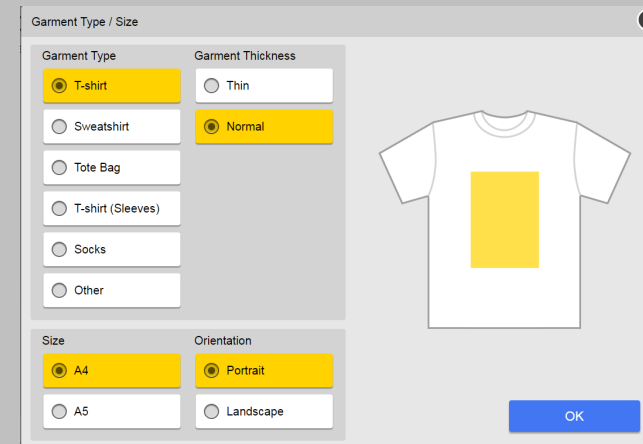 Garment Type / Size
Garment Type
T-shirt
Sweatshirt
Tote Bag
T-shirt (Sleeves)
Socks
Other
Garment Thickness
Thin
Normal
Size
A4
A5
Orientation
Portrait
Landscape
OK